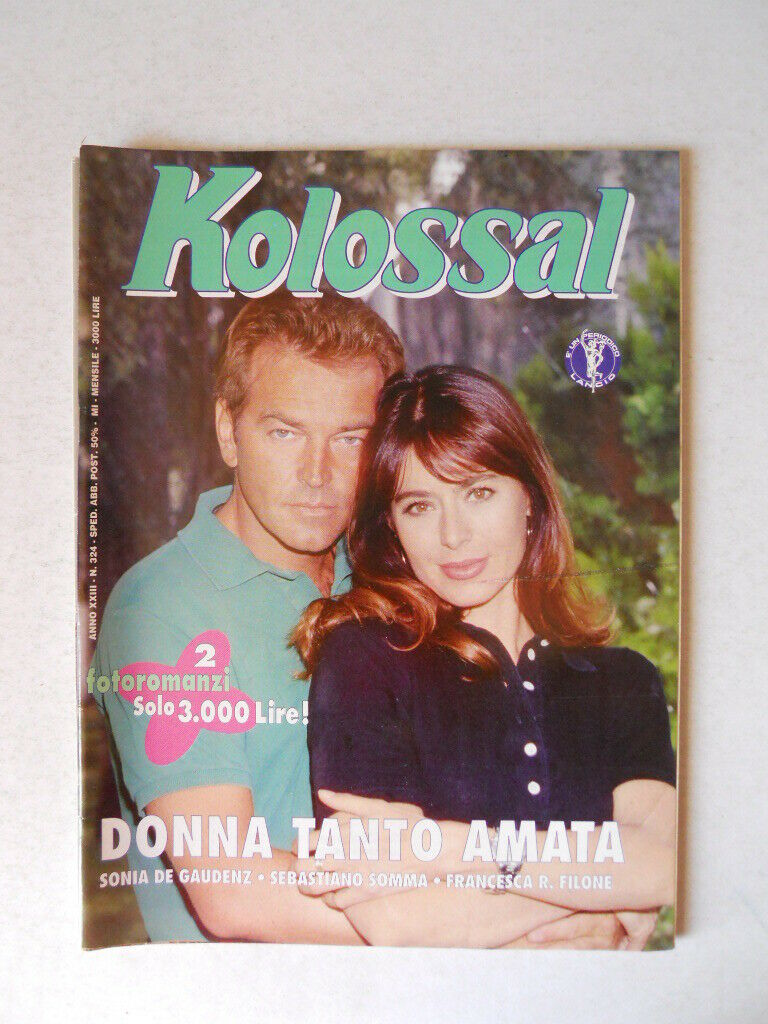 Kolossal
E' UN PERIODICO
LANCIO
ANNO XXIII - N. 324 - SPED. ABB. POST. 50% - MI - MENSILE - 3000 LIRE
2
fotoromanzi
Solo 3.000 Lire!
DONNA TANTO AMATA
SONIA DE GAUDENZ • SEBASTIANO SOMMA • FRANCESCA R. FILONE